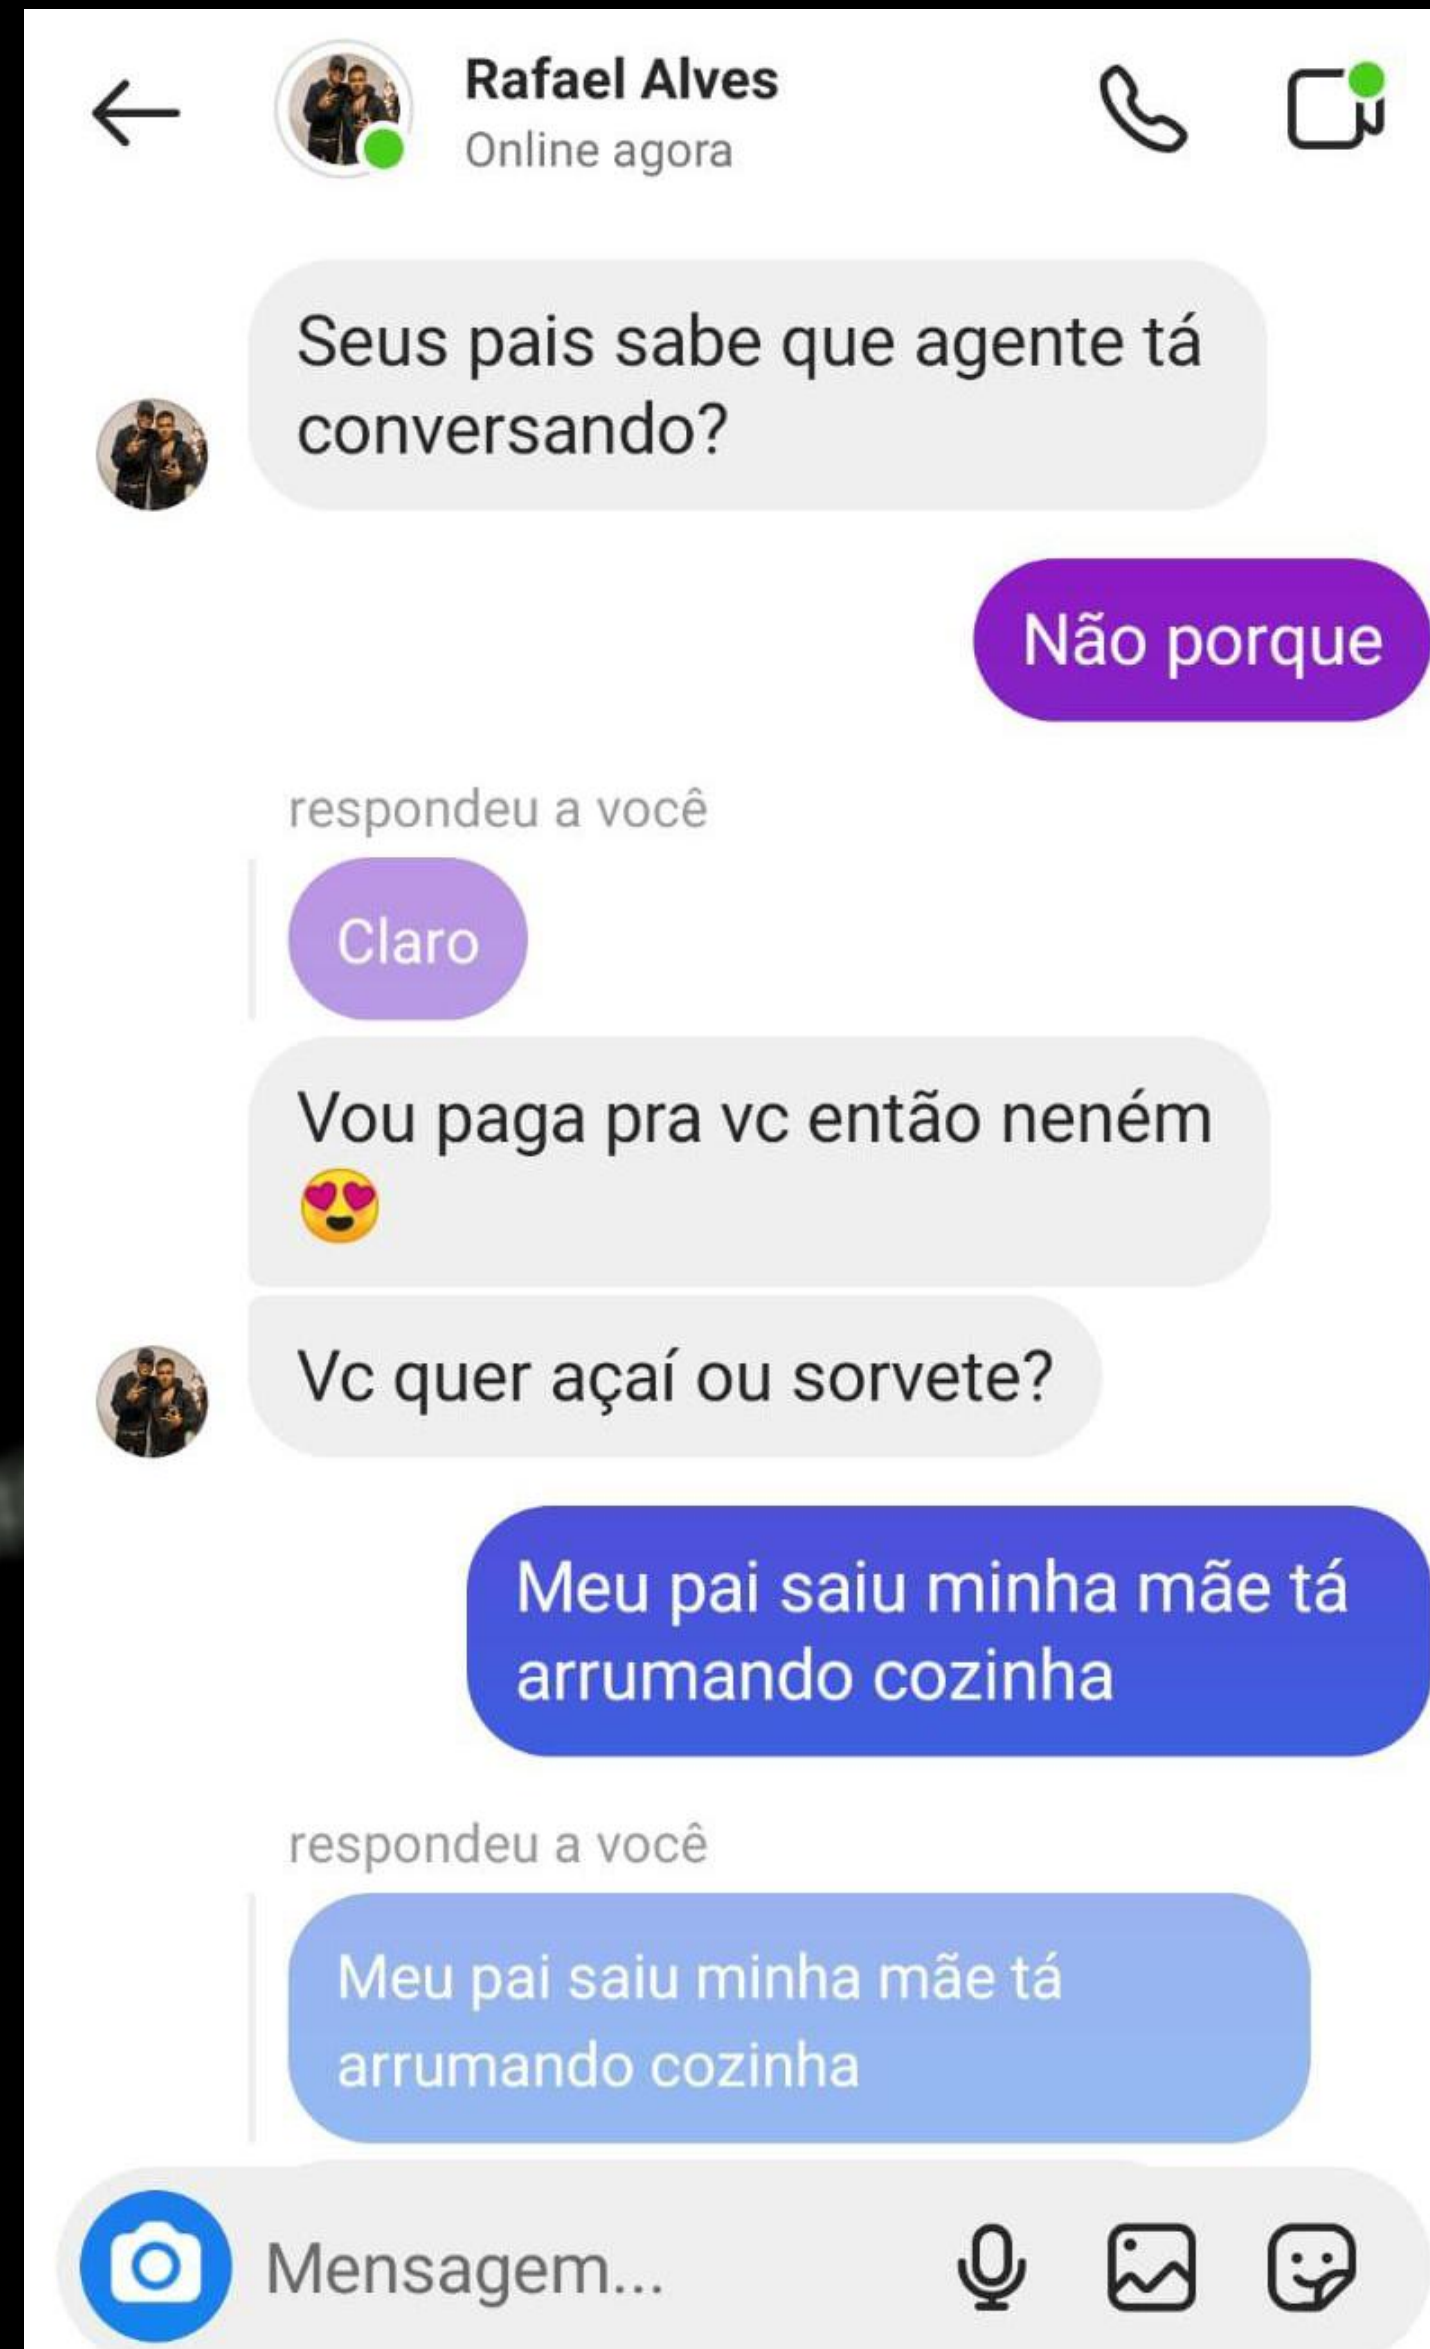 Rafael Alves
Online agora
Seus pais sabe que agente tá
conversando?
Não porque
respondeu a você
Claro
Vou paga pra vc então neném
😍
Vc quer açaí ou sorvete?
Meu pai saiu minha mãe tá
arrumando cozinha
respondeu a você
Meu pai saiu minha mãe tá
arrumando cozinha
Mensagem...